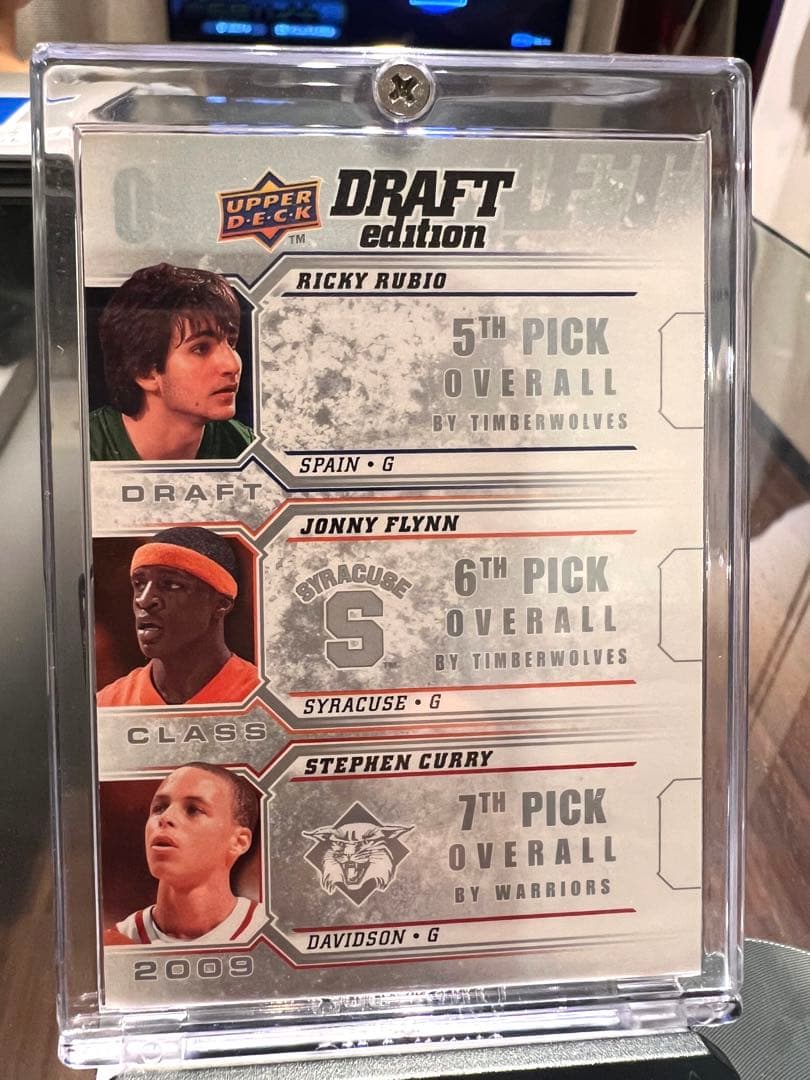 UPPER
D·E·C·K
TM
DRAFT
edition
RICKY RUBIO
5TH PICK
OVERALL
BY TIMBERWOLVES
SPAIN • G
DRAFT
JONNY FLYNN
SYRACUSE
S
6TH PICK
OVERALL
BY TIMBERWOLVES
SYRACUSE • G
CLASS
STEPHEN CURRY
7TH PICK
OVERALL
BY WARRIORS
DAVIDSON • G
2009